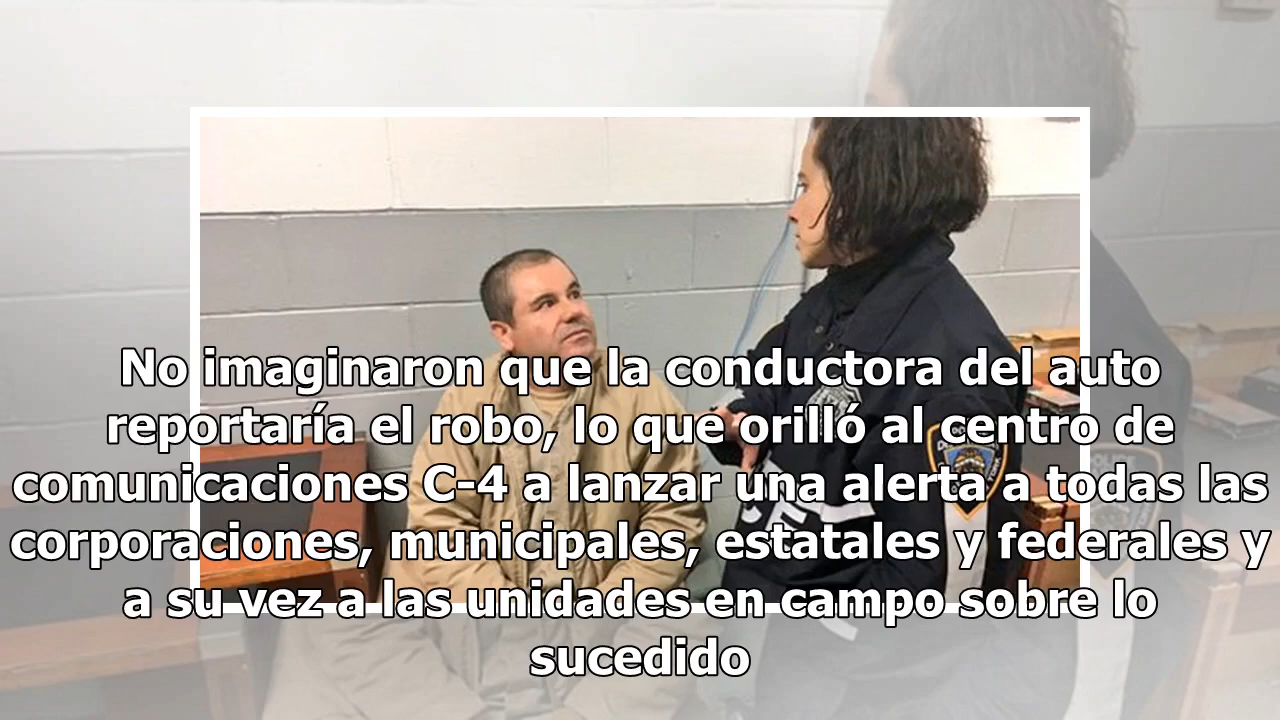 No imaginaron que la conductora del auto
reportaría el robo, lo que orilló al centro de
comunicaciones C-4 a lanzar una alerta a todas las
corporaciones, municipales, estatales y federales y
a su vez a las unidades en campo sobre lo
sucedido